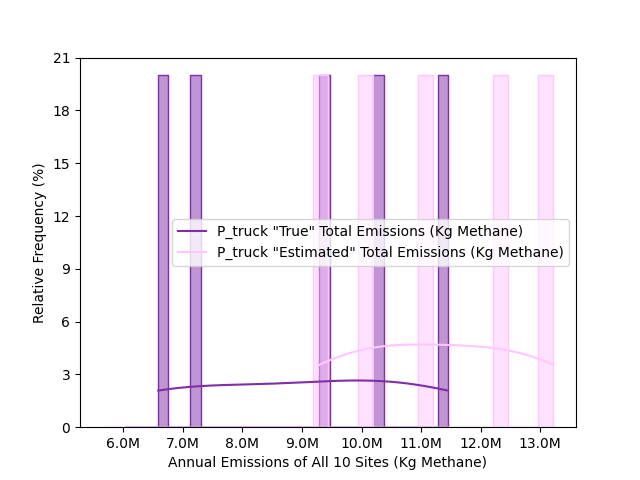 21
18
15
12
9
6
3
0
Relative Frequency (%)
P_truck "True" Total Emissions (Kg Methane)
P_truck "Estimated" Total Emissions (Kg Methane)
6.0M 7.0M 8.0M 9.0M 10.0M 11.0M 12.0M 13.0M
Annual Emissions of All 10 Sites (Kg Methane)